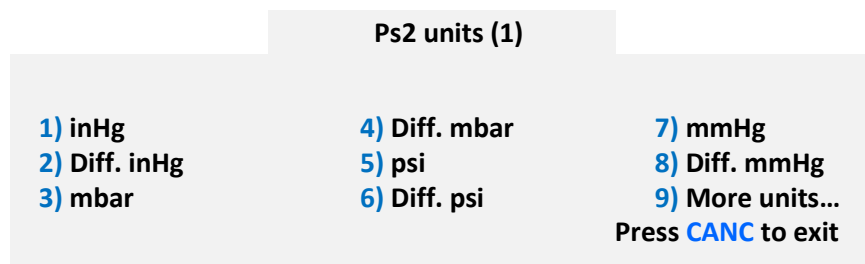 Ps2 units (1)
1) inHg 4) Diff. mbar 7) mmHg
2) Diff. inHg 5) psi 8) Diff. mmHg
3) mbar 6) Diff. psi 9) More units…
Press CANC to exit